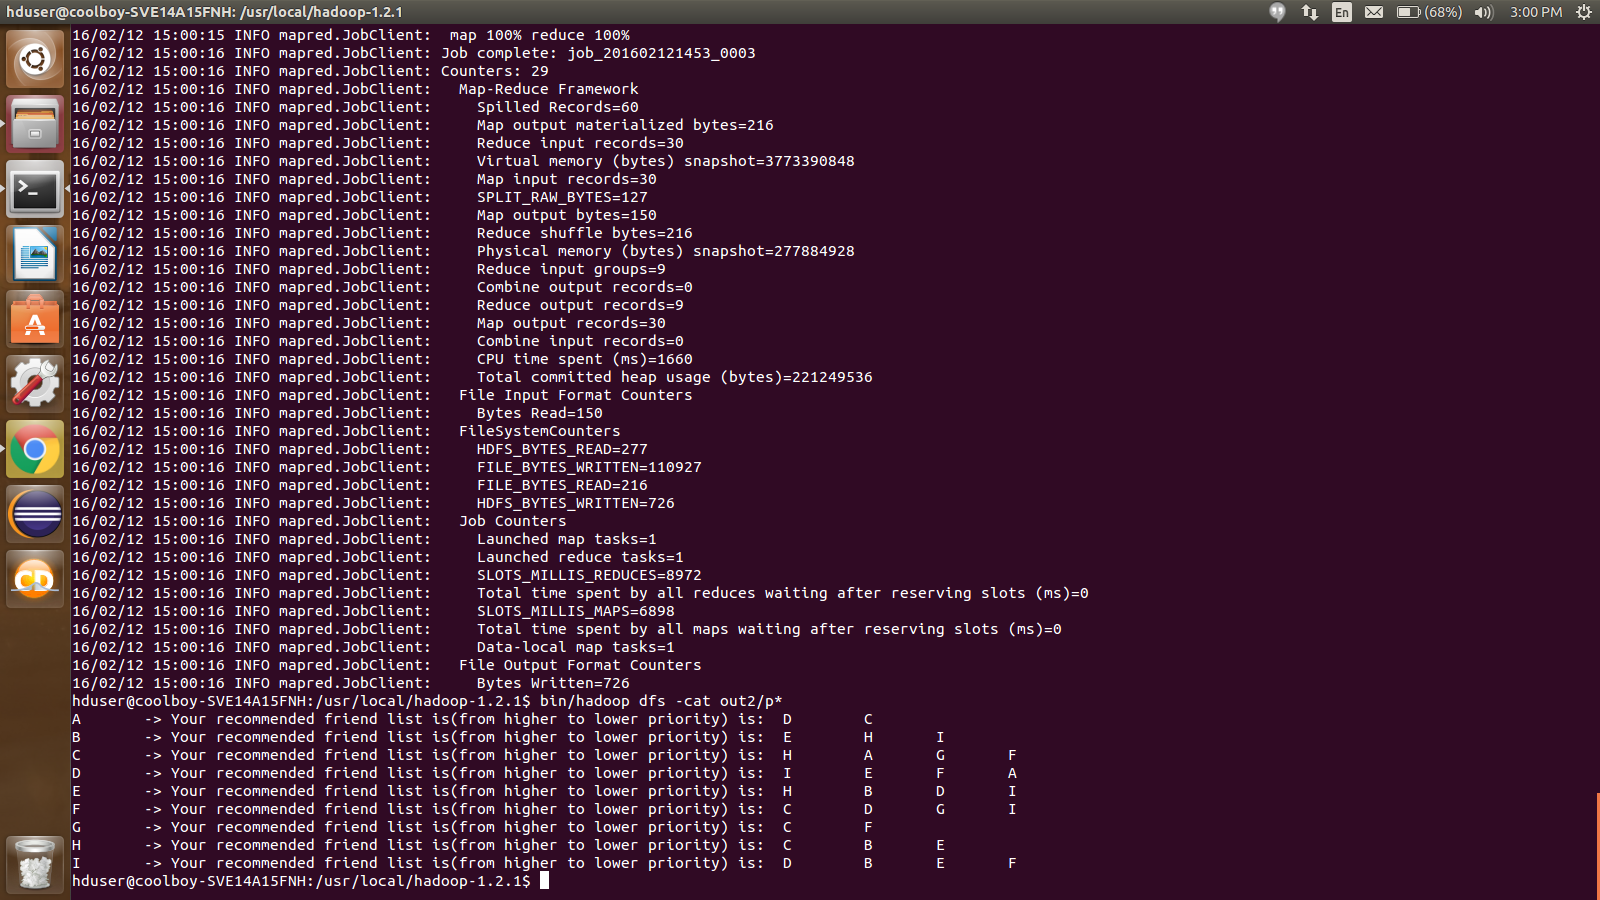 hduser@coolboy-SVE14A15FNH: /usr/local/hadoop-1.2.1 En (68%) 3:00 PM
16/02/12 15:00:15 INFO mapred.JobClient:  map 100% reduce 100%
16/02/12 15:00:16 INFO mapred.JobClient: Job complete: job_201602121453_0003
16/02/12 15:00:16 INFO mapred.JobClient: Counters: 29
16/02/12 15:00:16 INFO mapred.JobClient:   Map-Reduce Framework
16/02/12 15:00:16 INFO mapred.JobClient:     Spilled Records=60
16/02/12 15:00:16 INFO mapred.JobClient:     Map output materialized bytes=216
16/02/12 15:00:16 INFO mapred.JobClient:     Reduce input records=30
16/02/12 15:00:16 INFO mapred.JobClient:     Virtual memory (bytes) snapshot=3773390848
16/02/12 15:00:16 INFO mapred.JobClient:     Map input records=30
16/02/12 15:00:16 INFO mapred.JobClient:     SPLIT_RAW_BYTES=127
16/02/12 15:00:16 INFO mapred.JobClient:     Map output bytes=150
16/02/12 15:00:16 INFO mapred.JobClient:     Reduce shuffle bytes=216
16/02/12 15:00:16 INFO mapred.JobClient:     Physical memory (bytes) snapshot=277884928
16/02/12 15:00:16 INFO mapred.JobClient:     Reduce input groups=9
16/02/12 15:00:16 INFO mapred.JobClient:     Combine output records=0
16/02/12 15:00:16 INFO mapred.JobClient:     Reduce output records=9
16/02/12 15:00:16 INFO mapred.JobClient:     Map output records=30
16/02/12 15:00:16 INFO mapred.JobClient:     Combine input records=0
16/02/12 15:00:16 INFO mapred.JobClient:     CPU time spent (ms)=1660
16/02/12 15:00:16 INFO mapred.JobClient:     Total committed heap usage (bytes)=221249536
16/02/12 15:00:16 INFO mapred.JobClient:   File Input Format Counters
16/02/12 15:00:16 INFO mapred.JobClient:     Bytes Read=150
16/02/12 15:00:16 INFO mapred.JobClient:   FileSystemCounters
16/02/12 15:00:16 INFO mapred.JobClient:     HDFS_BYTES_READ=277
16/02/12 15:00:16 INFO mapred.JobClient:     FILE_BYTES_WRITTEN=110927
16/02/12 15:00:16 INFO mapred.JobClient:     FILE_BYTES_READ=216
16/02/12 15:00:16 INFO mapred.JobClient:     HDFS_BYTES_WRITTEN=726
16/02/12 15:00:16 INFO mapred.JobClient:   Job Counters
16/02/12 15:00:16 INFO mapred.JobClient:     Launched map tasks=1
16/02/12 15:00:16 INFO mapred.JobClient:     Launched reduce tasks=1
16/02/12 15:00:16 INFO mapred.JobClient:     SLOTS_MILLIS_REDUCES=8972
16/02/12 15:00:16 INFO mapred.JobClient:     Total time spent by all reduces waiting after reserving slots (ms)=0
16/02/12 15:00:16 INFO mapred.JobClient:     SLOTS_MILLIS_MAPS=6898
16/02/12 15:00:16 INFO mapred.JobClient:     Total time spent by all maps waiting after reserving slots (ms)=0
16/02/12 15:00:16 INFO mapred.JobClient:     Data-local map tasks=1
16/02/12 15:00:16 INFO mapred.JobClient:   File Output Format Counters
16/02/12 15:00:16 INFO mapred.JobClient:     Bytes Written=726
hduser@coolboy-SVE14A15FNH:/usr/local/hadoop-1.2.1$ bin/hadoop dfs -cat out2/p*
A       -> Your recommended friend list is(from higher to lower priority) is:  D        C
B       -> Your recommended friend list is(from higher to lower priority) is:  E        H       I
C       -> Your recommended friend list is(from higher to lower priority) is:  H        A       G       F
D       -> Your recommended friend list is(from higher to lower priority) is:  I        E       F       A
E       -> Your recommended friend list is(from higher to lower priority) is:  H        B       D       I
F       -> Your recommended friend list is(from higher to lower priority) is:  C        D       G       I
G       -> Your recommended friend list is(from higher to lower priority) is:  C        F
H       -> Your recommended friend list is(from higher to lower priority) is:  C        B       E
I       -> Your recommended friend list is(from higher to lower priority) is:  D        B       E       F
hduser@coolboy-SVE14A15FNH:/usr/local/hadoop-1.2.1$